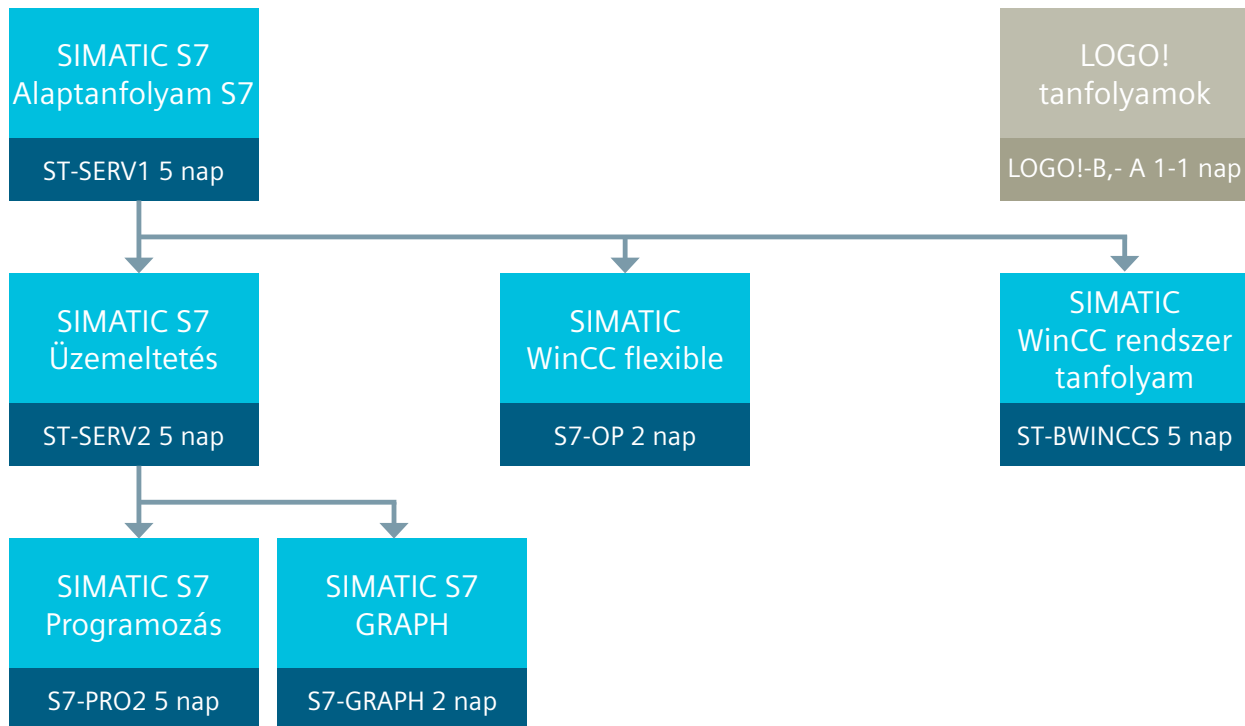 SIMATIC S7
Alaptanfolyam S7
ST-SERV1 5 nap
LOGO!
tanfolyamok
LOGO!-B,- A 1-1 nap
SIMATIC S7
Üzemeltetés
ST-SERV2 5 nap
SIMATIC
WinCC flexible
S7-OP 2 nap
SIMATIC
WinCC rendszer
tanfolyam
ST-BWINCCS 5 nap
SIMATIC S7
Programozás
S7-PRO2 5 nap
SIMATIC S7
GRAPH
S7-GRAPH 2 nap